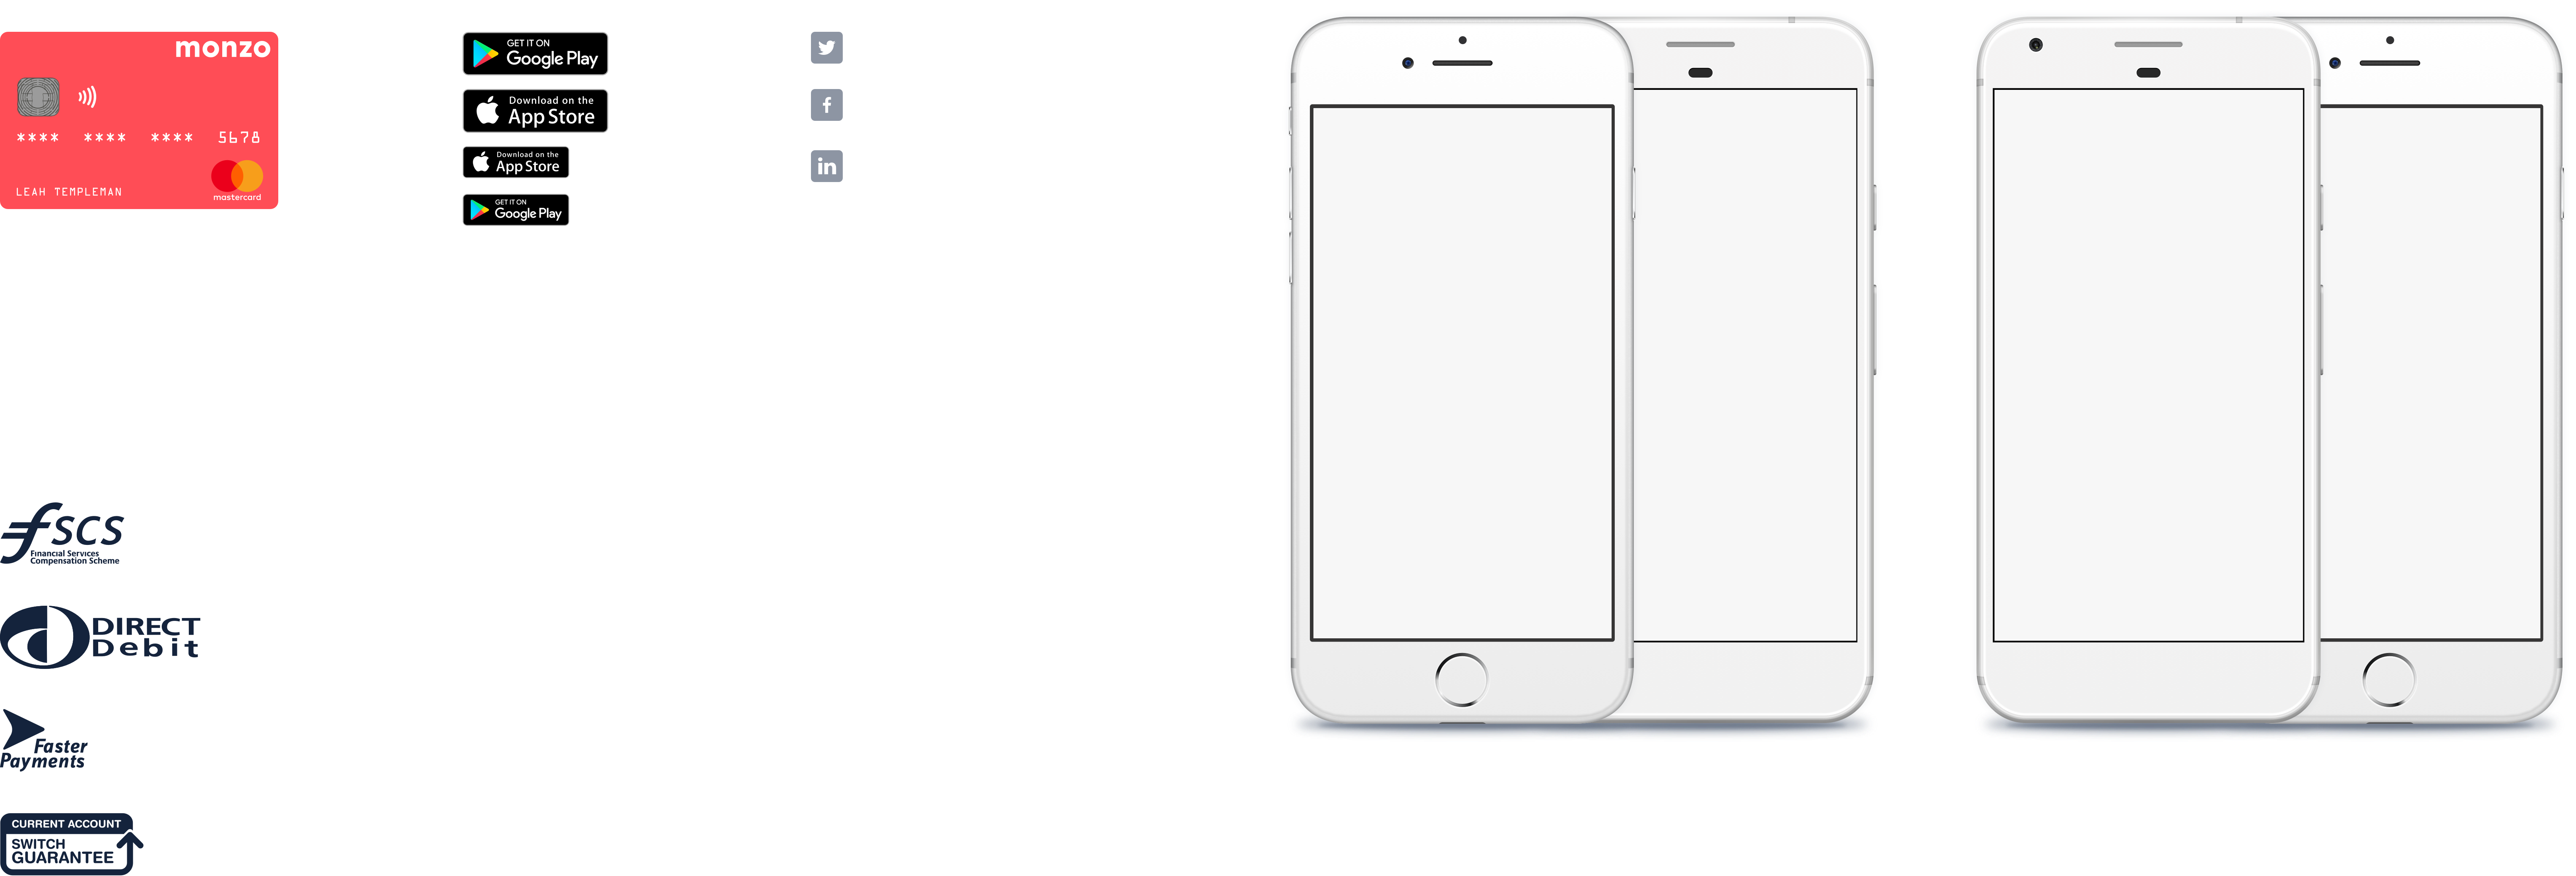 monzo
**** **** **** 5678
LEAH TEMPLEMAN
mastercard
GET IT ON
Google Play
Download on the
App Store
Download on the
App Store
GET IT ON
Google Play
f
in
fSCS
Financial Services
Compensation Scheme
DIRECT
Debit
Faster
Payments
CURRENT ACCOUNT
SWITCH
GUARANTEE